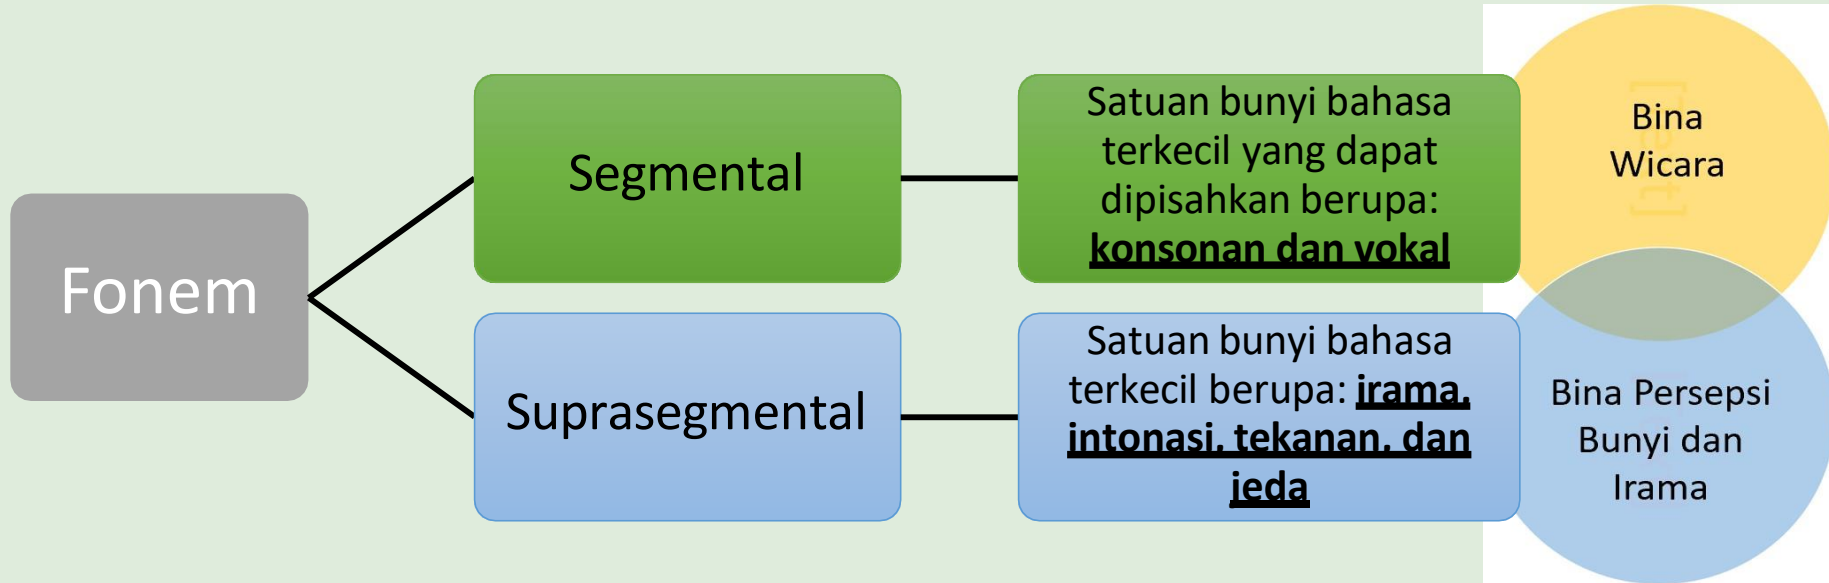 Fonem
Segmental
Satuan bunyi bahasa
terkecil yang dapat
dipisahkan berupa:
konsonan dan vokal
Bina
Wicara
Suprasegmental
Satuan bunyi bahasa
terkecil berupa: irama,
intonasi, tekanan, dan
jeda
Bina Persepsi
Bunyi dan
Irama